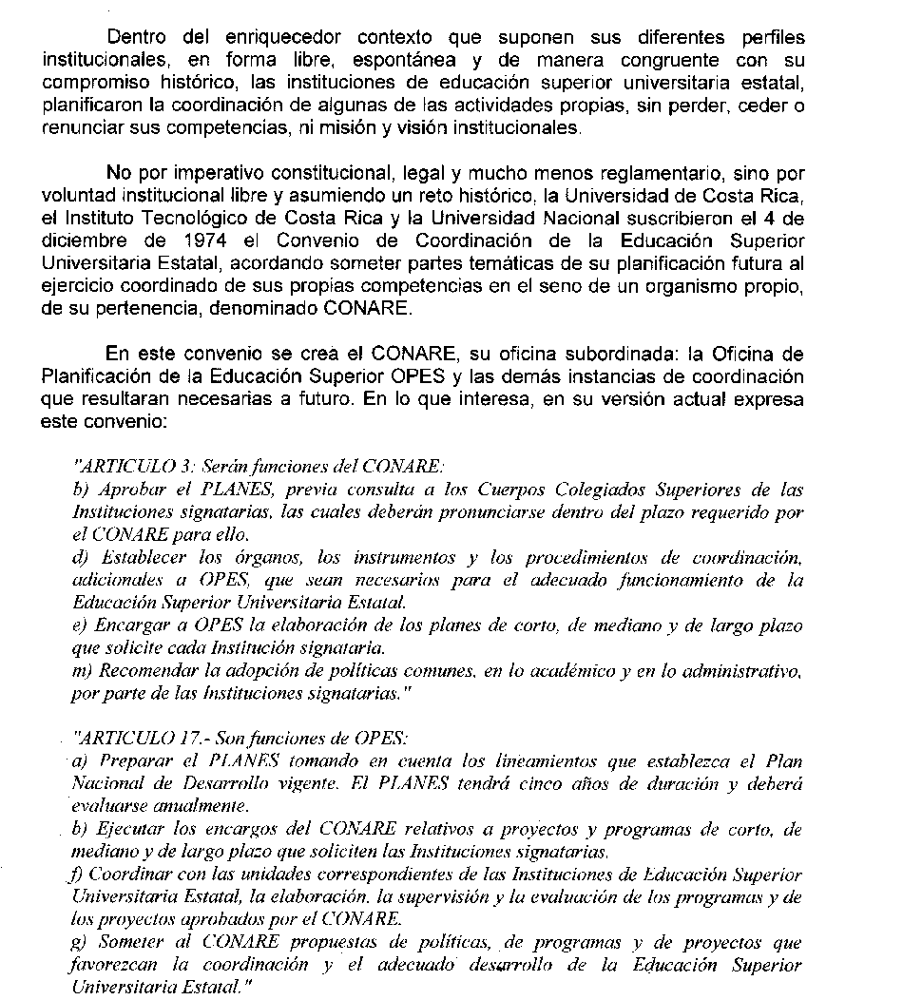 Dentro del enriquecedor contexto que suponen sus diferentes perfiles
institucionales, en forma libre, espontánea y de manera congruente con su
compromiso histórico, las instituciones de educación superior universitaria estatal,
planificaron la coordinación de algunas de las actividades propias, sin perder, ceder o
renunciar sus competencias, ni misión y visión institucionales.
No por imperativo constitucional, legal y mucho menos reglamentario, sino por
voluntad institucional libre y asumiendo un reto histórico, la Universidad de Costa Rica,
el Instituto Tecnológico de Costa Rica y la Universidad Nacional suscribieron el 4 de
diciembre de 1974 el Convenio de Coordinación de la Educación Superior
Universitaria Estatal, acordando someter partes temáticas de su planificación futura al
ejercicio coordinado de sus propias competencias en el seno de un organismo propio,
de su pertenencia, denominado CONARE.
En este convenio se crea el CONARE, su oficina subordinada: la Oficina de
Planificación de la Educación Superior OPES y las demás instancias de coordinación
que resultaran necesarias a futuro. En lo que interesa, en su versión actual expresa
este convenio:
"ARTICULO 3: Serán funciones del CONARE:
b) Aprobar el PLANES, previa consulta a los Cuerpos Colegiados Superiores de las
Instituciones signatarias, las cuales deberán pronunciarse dentro del plazo requerido por
el CONARE para ello.
d) Establecer los órganos, los instrumentos y los procedimientos de coordinación,
adicionales a OPES, que sean necesarios para el adecuado funcionamiento de la
Educación Superior Universitaria Estatal.
e) Encargar a OPES la elaboración de los planes de corto, de mediano y de largo plazo
que solicite cada Institución signataria.
m) Recomendar la adopción de políticas comunes, en lo académico y en lo administrativo,
por parte de las Instituciones signatarias."
"ARTICULO 17.- Son funciones de OPES:
a) Preparar el PLANES tomando en cuenta los lineamientos que establezca el Plan
Nacional de Desarrollo vigente. El PLANES tendrá cinco años de duración y deberá
evaluarse anualmente.
b) Ejecutar los encargos del CONARE relativos a proyectos y programas de corto, de
mediano y de largo plazo que soliciten las Instituciones signatarias.
f) Coordinar con las unidades correspondientes de las Instituciones de Educación Superior
Universitaria Estatal, la elaboración, la supervisión y la evaluación de los programas y de
los proyectos aprobados por el CONARE.
g) Someter al CONARE propuestas de políticas, de programas y de proyectos que
favorezcan la coordinación y el adecuado desarrollo de la Educación Superior
Universitaria Estatal."